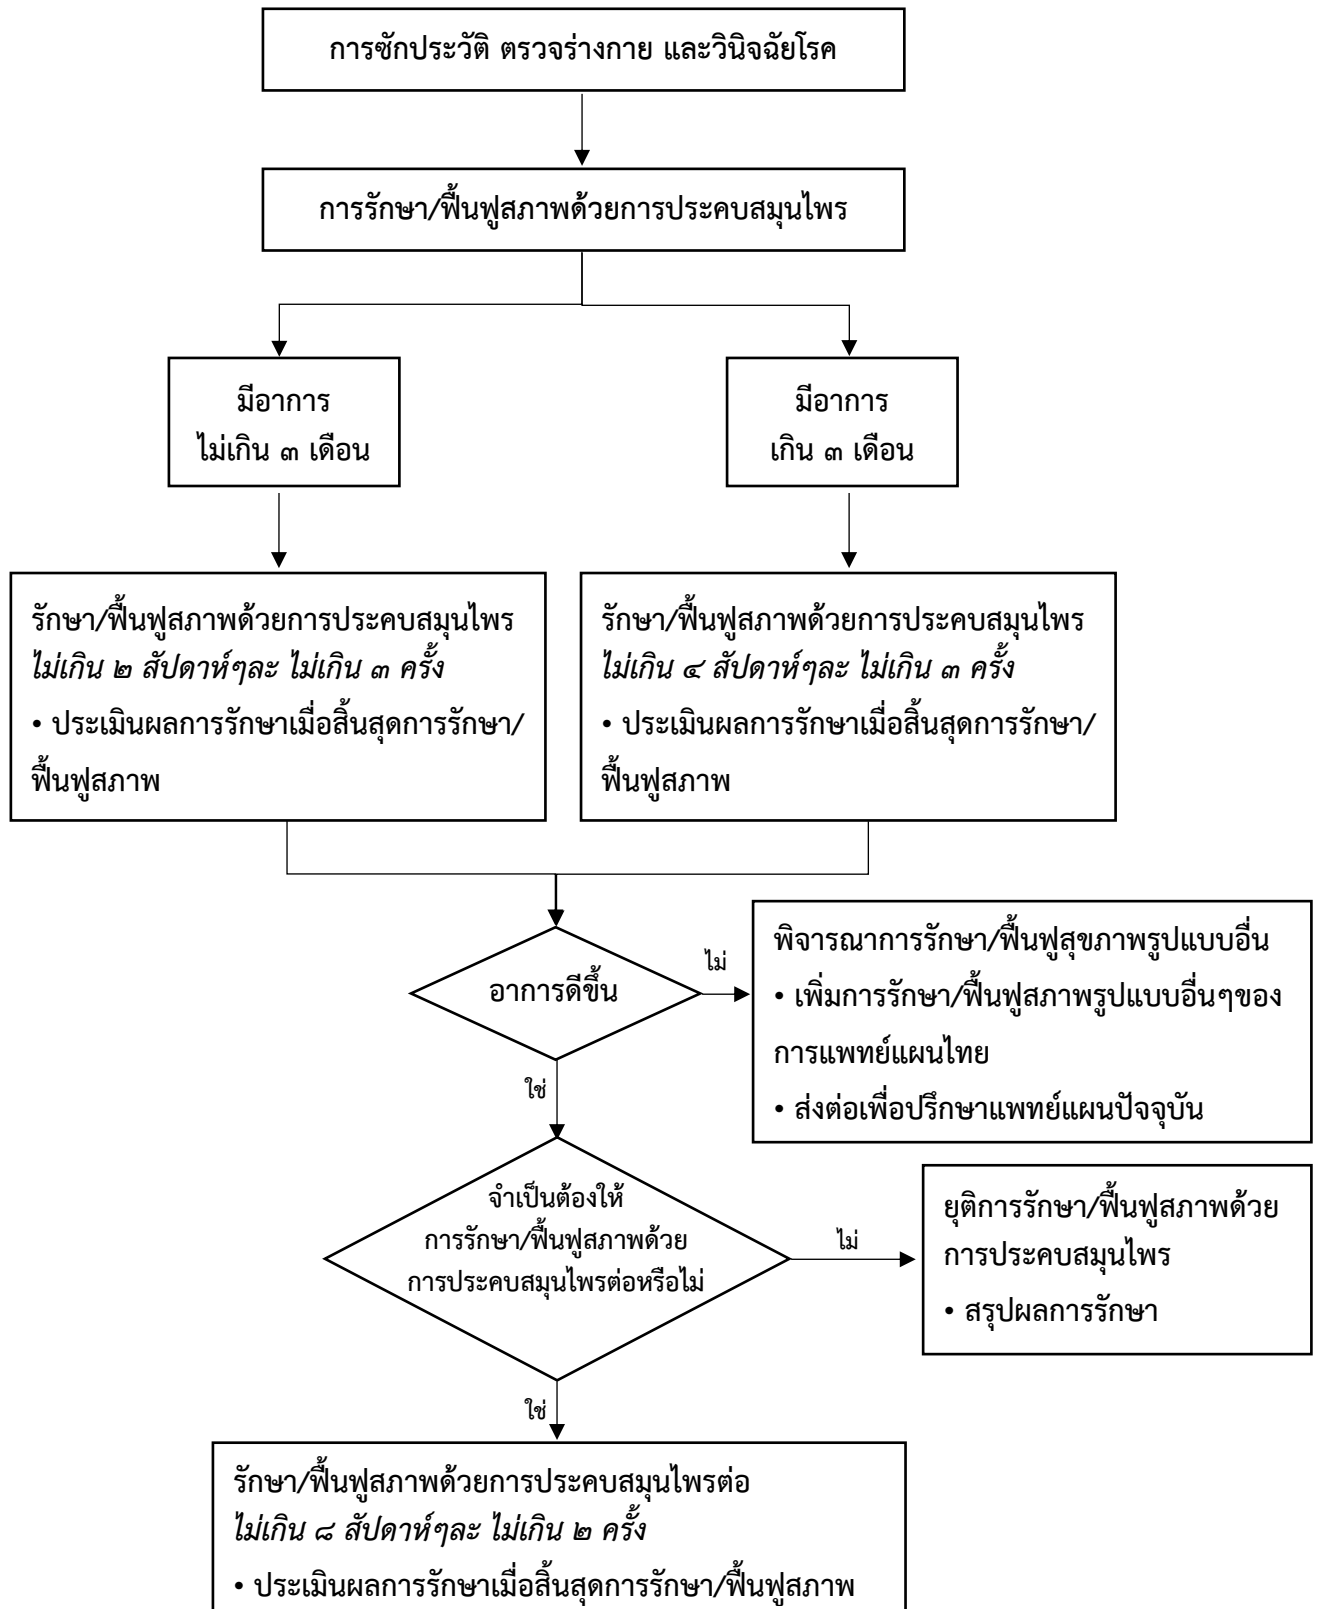 การซักประวัติ ตรวจร่างกาย และวินิจฉัยโรค
การรักษา/ฟื้นฟูสภาพด้วยการประคบสมุนไพร
มีอาการ
ไม่เกิน ๓ เดือน
มีอาการ
เกิน ๓ เดือน
รักษา/ฟื้นฟูสภาพด้วยการประคบสมุนไพร
ไม่เกิน ๒ สัปดาห์ๆละ ไม่เกิน ๓ ครั้ง
• ประเมินผลการรักษาเมื่อสิ้นสุดการรักษา/
ฟื้นฟูสภาพ
รักษา/ฟื้นฟูสภาพด้วยการประคบสมุนไพร
ไม่เกิน ๔ สัปดาห์ๆละ ไม่เกิน ๓ ครั้ง
• ประเมินผลการรักษาเมื่อสิ้นสุดการรักษา/
ฟื้นฟูสภาพ
อาการดีขึ้น
ไม่
พิจารณาการรักษา/ฟื้นฟูสุขภาพรูปแบบอื่น
• เพิ่มการรักษา/ฟื้นฟูสภาพรูปแบบอื่นๆของ
การแพทย์แผนไทย
• ส่งต่อเพื่อปรึกษาแพทย์แผนปัจจุบัน
ใช่
จำเป็นต้องให้
การรักษา/ฟื้นฟูสภาพด้วย
การประคบสมุนไพรต่อหรือไม่
ไม่
ยุติการรักษา/ฟื้นฟูสภาพด้วย
การประคบสมุนไพร
• สรุปผลการรักษา
ใช่
รักษา/ฟื้นฟูสภาพด้วยการประคบสมุนไพรต่อ
ไม่เกิน ๘ สัปดาห์ๆละ ไม่เกิน ๒ ครั้ง
• ประเมินผลการรักษาเมื่อสิ้นสุดการรักษา/ฟื้นฟูสภาพ